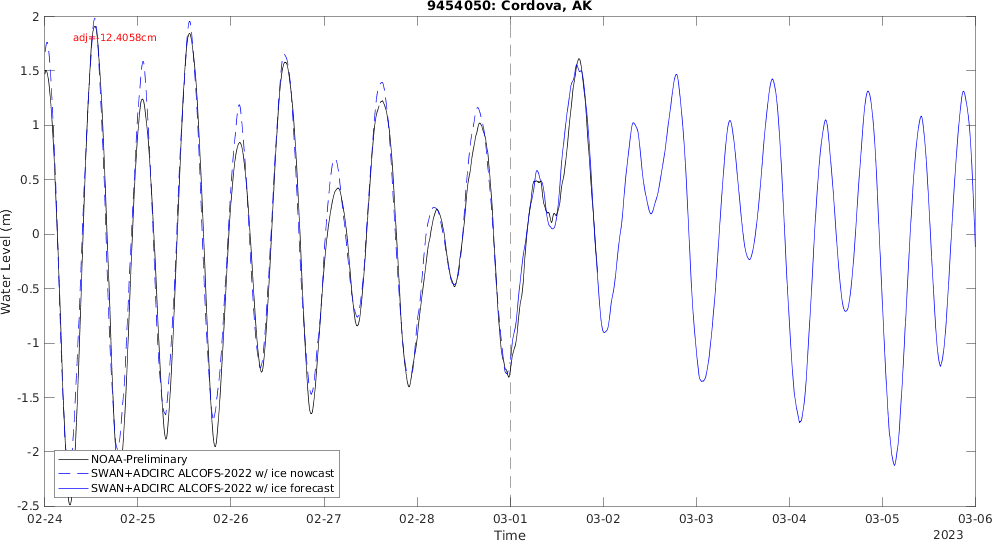 9454050: Cordova, AK
2
1.5
1
0.5
0
-0.5
-1
-1.5
-2
-2.5
Water Level (m)
adj=-12.4058cm
NOAA-Preliminary
SWAN+ADCIRC ALCOFS-2022 w/ ice nowcast
SWAN+ADCIRC ALCOFS-2022 w/ ice forecast
02-24 02-25 02-26 02-27 02-28 03-01 03-02 03-03 03-04 03-05 03-06
Time
2023